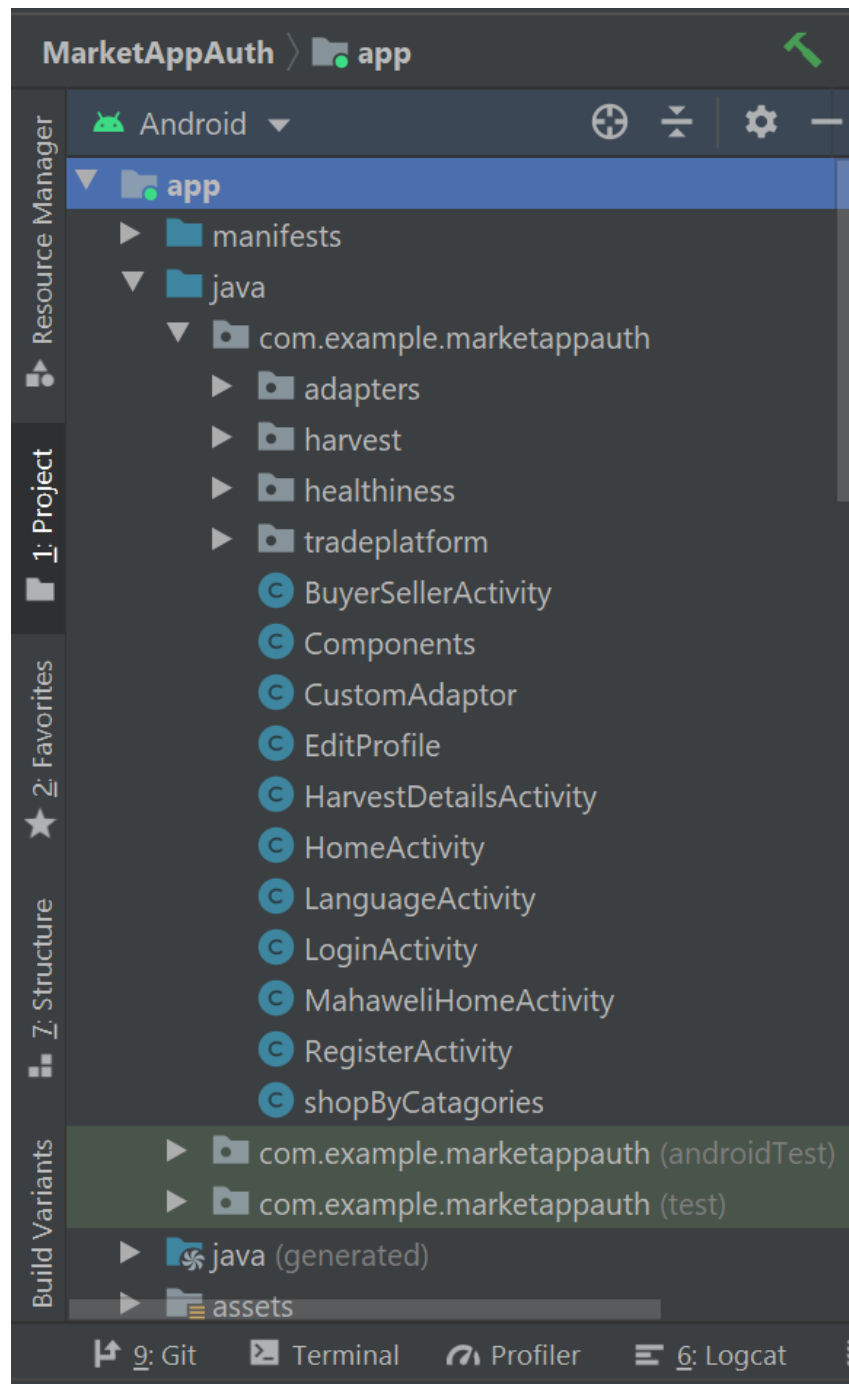 MarketAppAuth app
Android
app
manifests
java
com.example.marketappauth
adapters
harvest
healthiness
tradeplatform
BuyerSellerActivity
Components
CustomAdaptor
EditProfile
HarvestDetailsActivity
HomeActivity
LanguageActivity
LoginActivity
MahaweliHomeActivity
RegisterActivity
shopByCatagories
com.example.marketappauth (androidTest)
com.example.marketappauth (test)
java (generated)
assets
Resource Manager
1: Project
2: Favorites
7: Structure
Build Variants
9: Git Terminal Profiler 6: Logcat